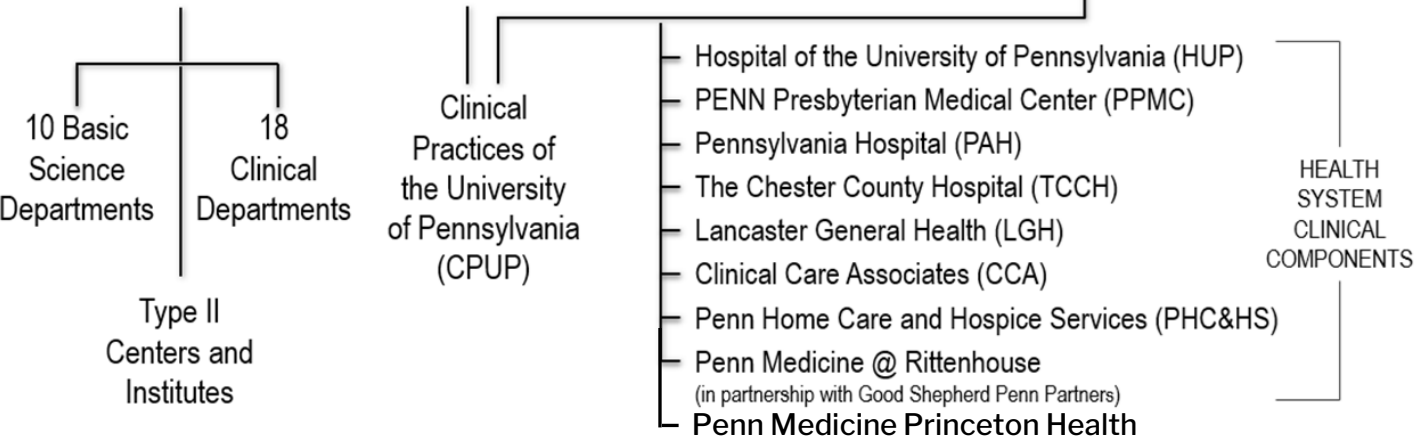 10 Basic
Science
Departments
18
Clinical
Departments
Type II
Centers and
Institutes
Clinical
Practices of
the University
of Pennsylvania
(CPUP)
Hospital of the University of Pennsylvania (HUP)
PENN Presbyterian Medical Center (PPMC)
Pennsylvania Hospital (PAH)
The Chester County Hospital (TCCH)
Lancaster General Health (LGH)
Clinical Care Associates (CCA)
Penn Home Care and Hospice Services (PHC&HS)
Penn Medicine @ Rittenhouse
(in partnership with Good Shepherd Penn Partners)
Penn Medicine Princeton Health
HEALTH
SYSTEM
CLINICAL
COMPONENTS